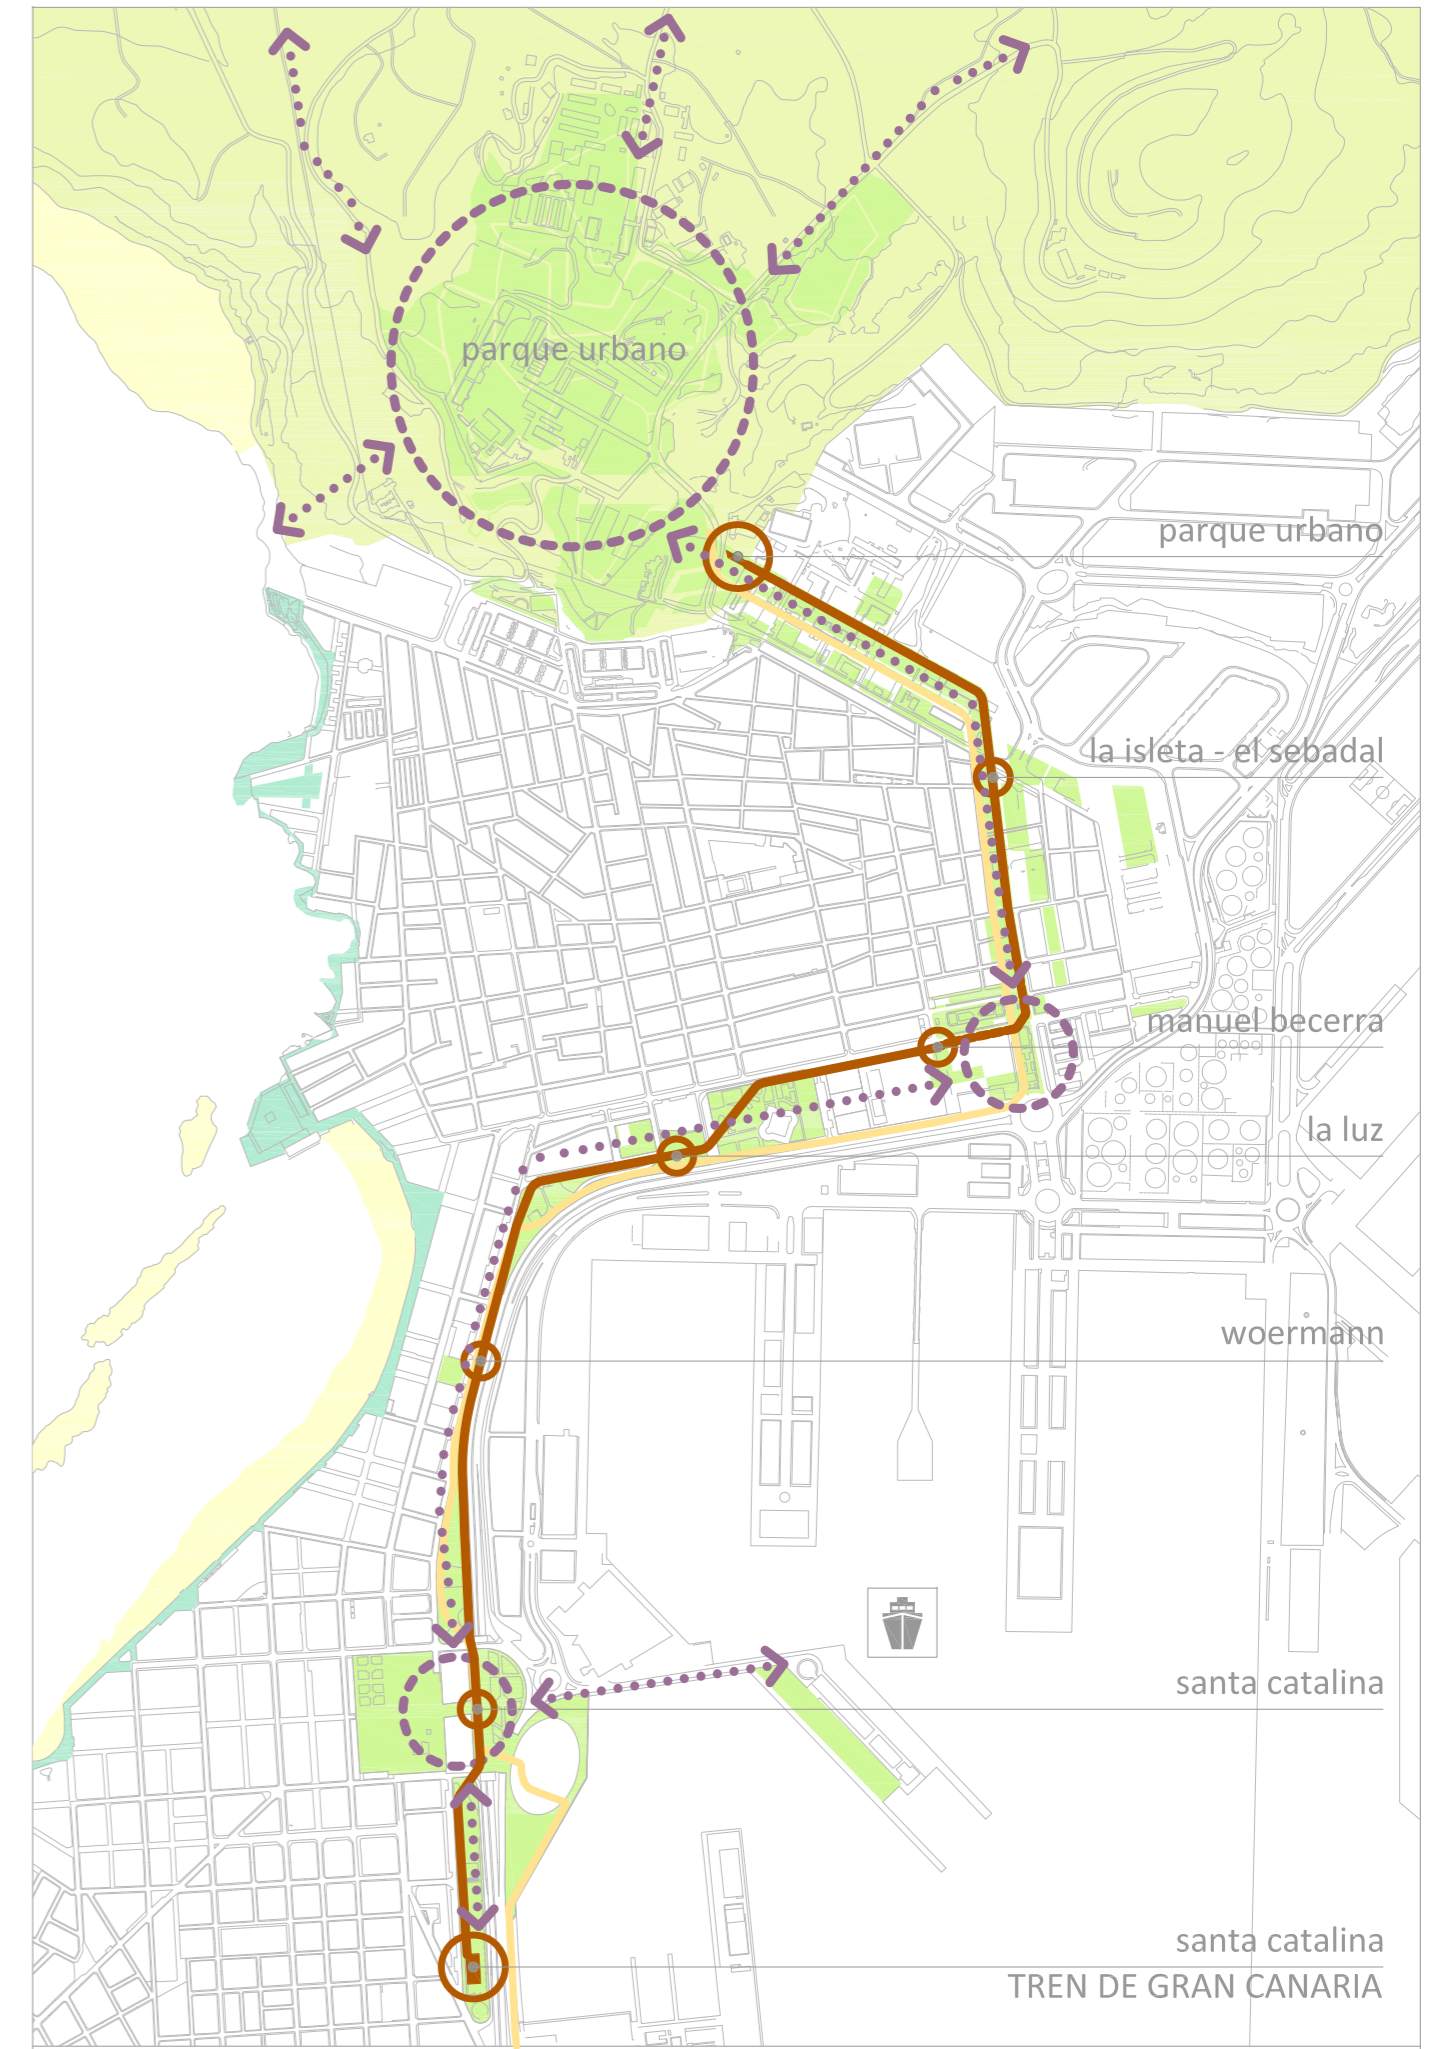 parque urbano
parque urbano
la isleta - el sebadal
manuel becerra
la luz
woermann
santa catalina
santa catalina
TREN DE GRAN CANARIA